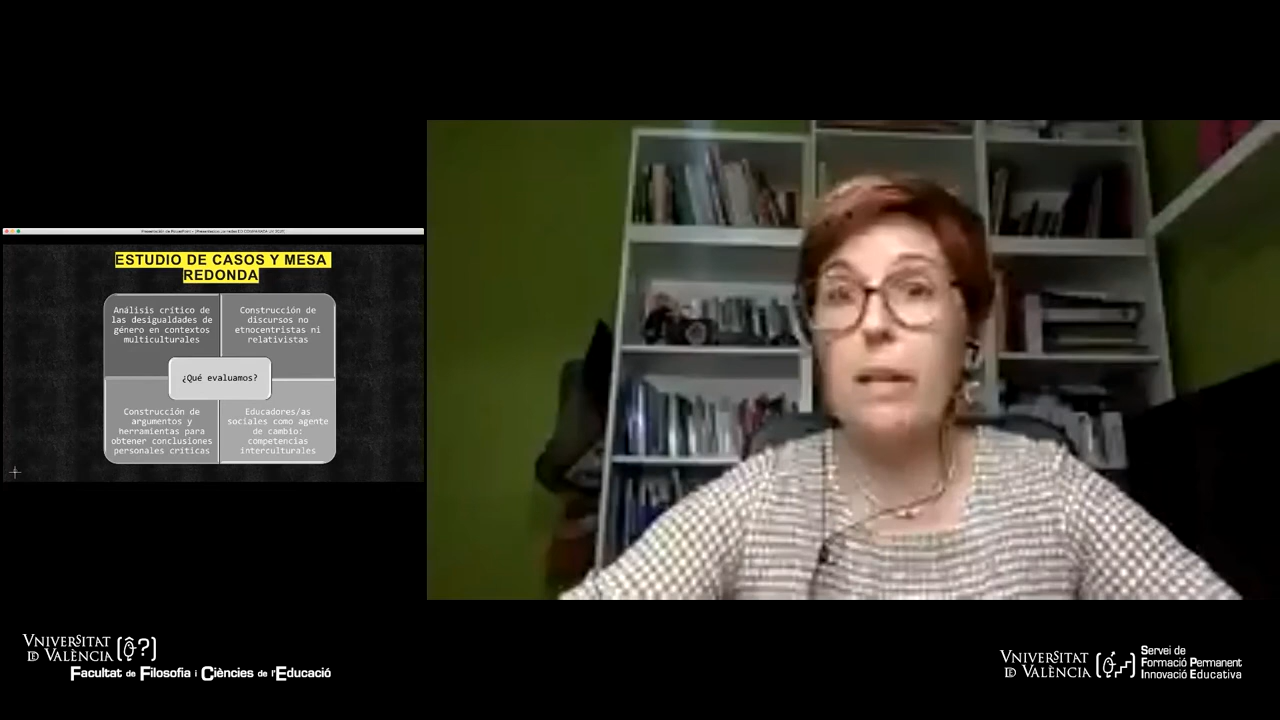 ESTUDIO DE CASOS Y MESA
REDONDA
Análisis crítico de
las desigualdades de
género en contextos
multiculturales
Construcción de
discursos no
etnocentristas ni
relativistas
¿Qué evaluamos?
Construcción de
argumentos y
herramientas para
obtener conclusiones
personales críticas
Educadores/as
sociales como agente
de cambio:
competencias
interculturales
VNIVERSITAT
ID VALÈNCIA
Facultat de Filosofia i Ciències de l'Educació
VNIVERSITAT
ID VALÈNCIA
Servei de
Formació Permanent
Innovació Educativa